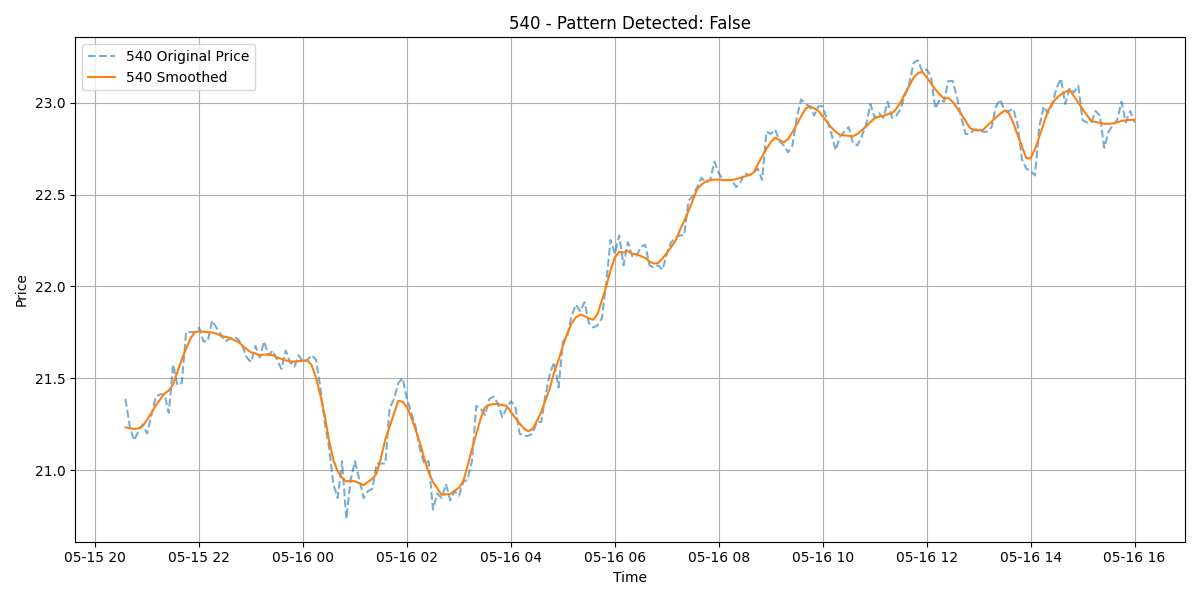 540 - Pattern Detected: False
540 Original Price
540 Smoothed
23.0
22.5
22.0
21.5
21.0
Price
05-15 20 05-15 22 05-16 00 05-16 02 05-16 04 05-16 06 05-16 08 05-16 10 05-16 12 05-16 14 05-16 16
Time